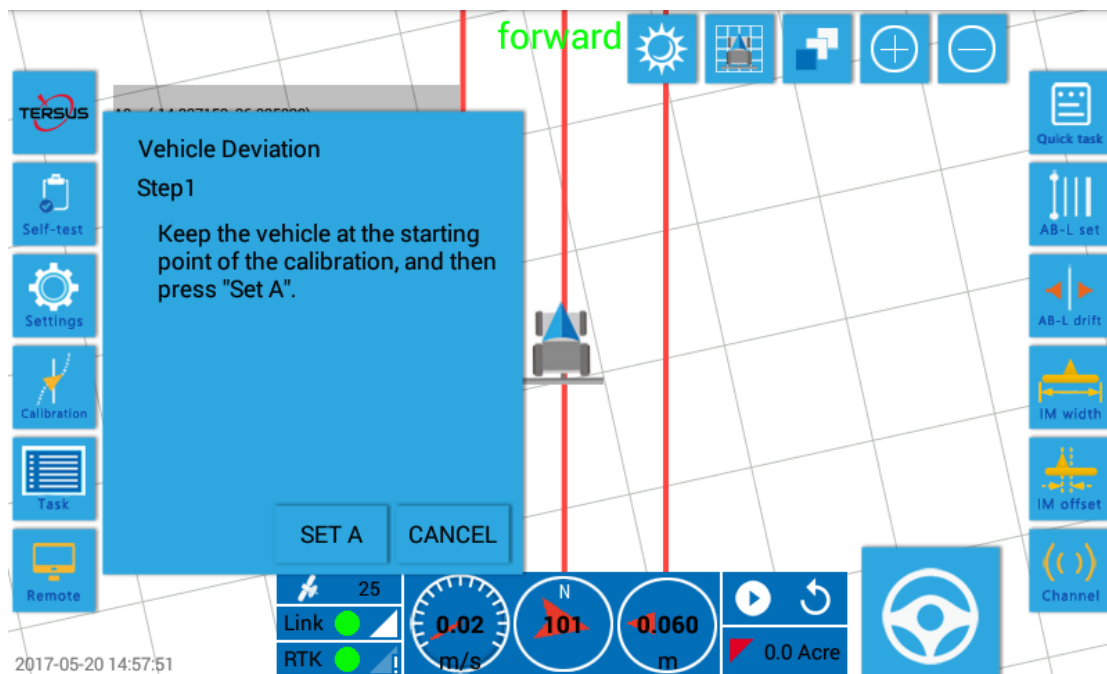 forward
TERSUS
Self-test
Settings
Calibration
Task
Remote
Vehicle Deviation
Step1
Keep the vehicle at the starting
point of the calibration, and then
press "Set A".
SET A
CANCEL
Quick task
AB-L set
AB-L drift
IM width
IM offset
Channel
25
Link
RTK
0.02
m/s
N
101
0.060
m
0.0 Acre
2017-05-20 14:57:51